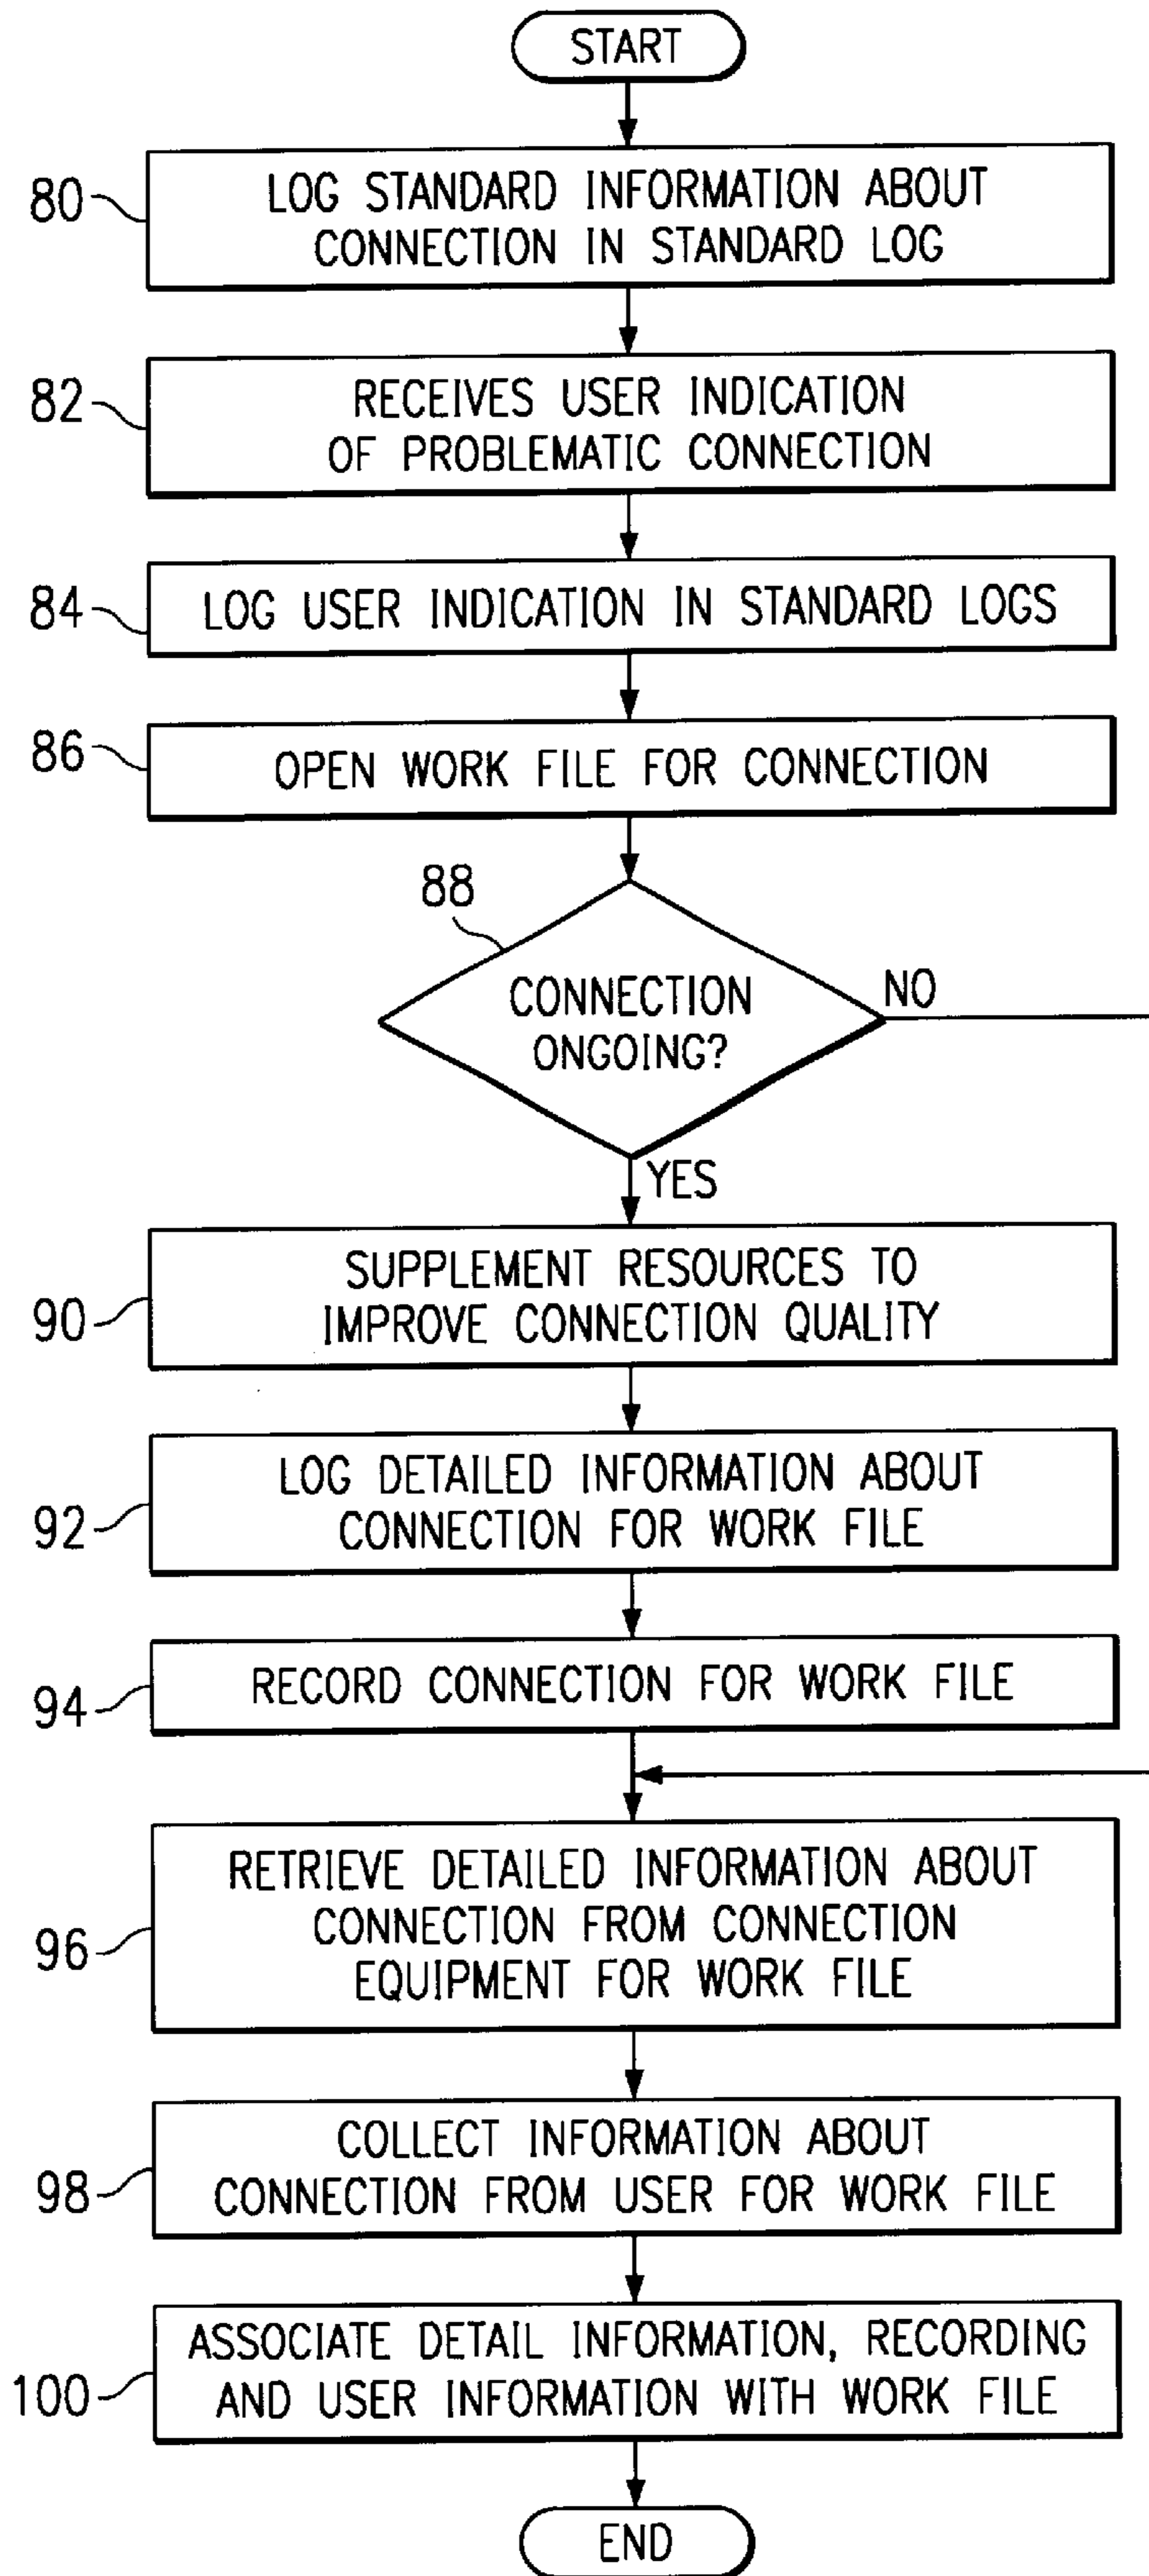 START
80
LOG STANDARD INFORMATION ABOUT
CONNECTION IN STANDARD LOG
82
RECEIVES USER INDICATION
OF PROBLEMATIC CONNECTION
84
LOG USER INDICATION IN STANDARD LOGS
86
OPEN WORK FILE FOR CONNECTION
88
CONNECTION
ONGOING?
NO
YES
90
SUPPLEMENT RESOURCES TO
IMPROVE CONNECTION QUALITY
92
LOG DETAILED INFORMATION ABOUT
CONNECTION FOR WORK FILE
94
RECORD CONNECTION FOR WORK FILE
96
RETRIEVE DETAILED INFORMATION ABOUT
CONNECTION FROM CONNECTION
EQUIPMENT FOR WORK FILE
98
COLLECT INFORMATION ABOUT
CONNECTION FROM USER FOR WORK FILE
100
ASSOCIATE DETAIL INFORMATION, RECORDING
AND USER INFORMATION WITH WORK FILE
END